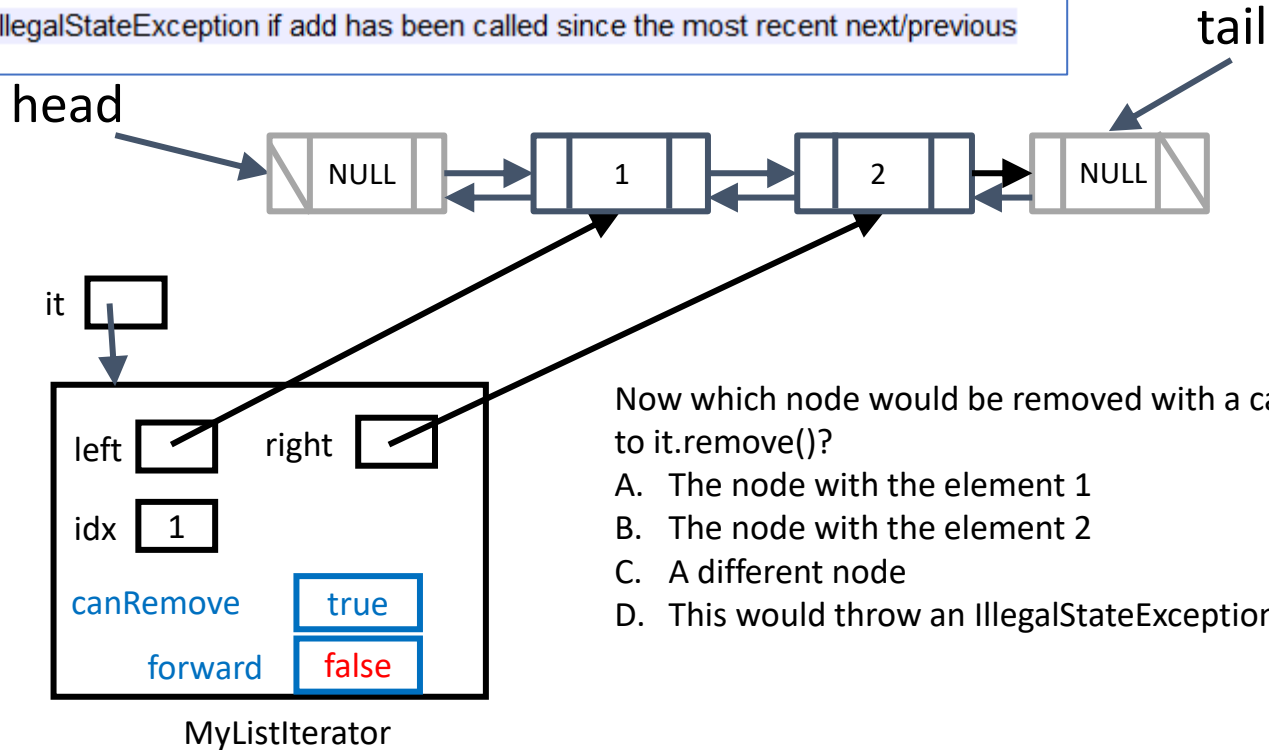 llegalStateException if add has been called since the most recent next/previous
tail
head
NULL 1 2 NULL
it
left right
idx 1
canRemove true
forward false
MyListIterator
Now which node would be removed with a ca
to it.remove()?
A. The node with the element 1
B. The node with the element 2
C. A different node
D. This would throw an IllegalStateException